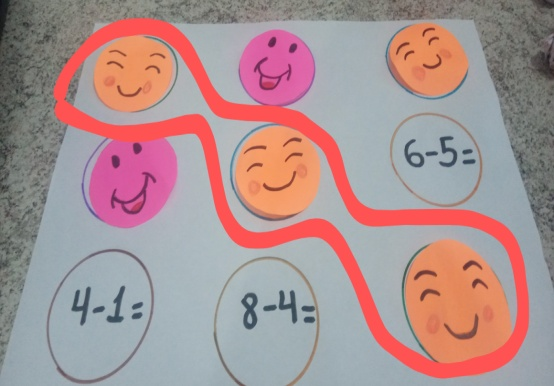 6-5=
4-1=
8-4=